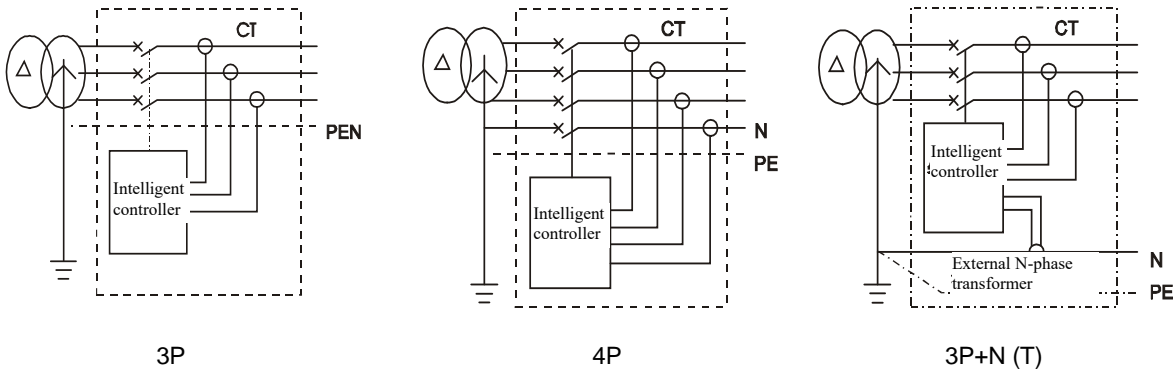 CT
PEN
Intelligent
controller
3P
CT
N
PE
Intelligent
controller
4P
CT
Intelligent
controller
External N-phase
transformer
N
PE
3P+N (T)